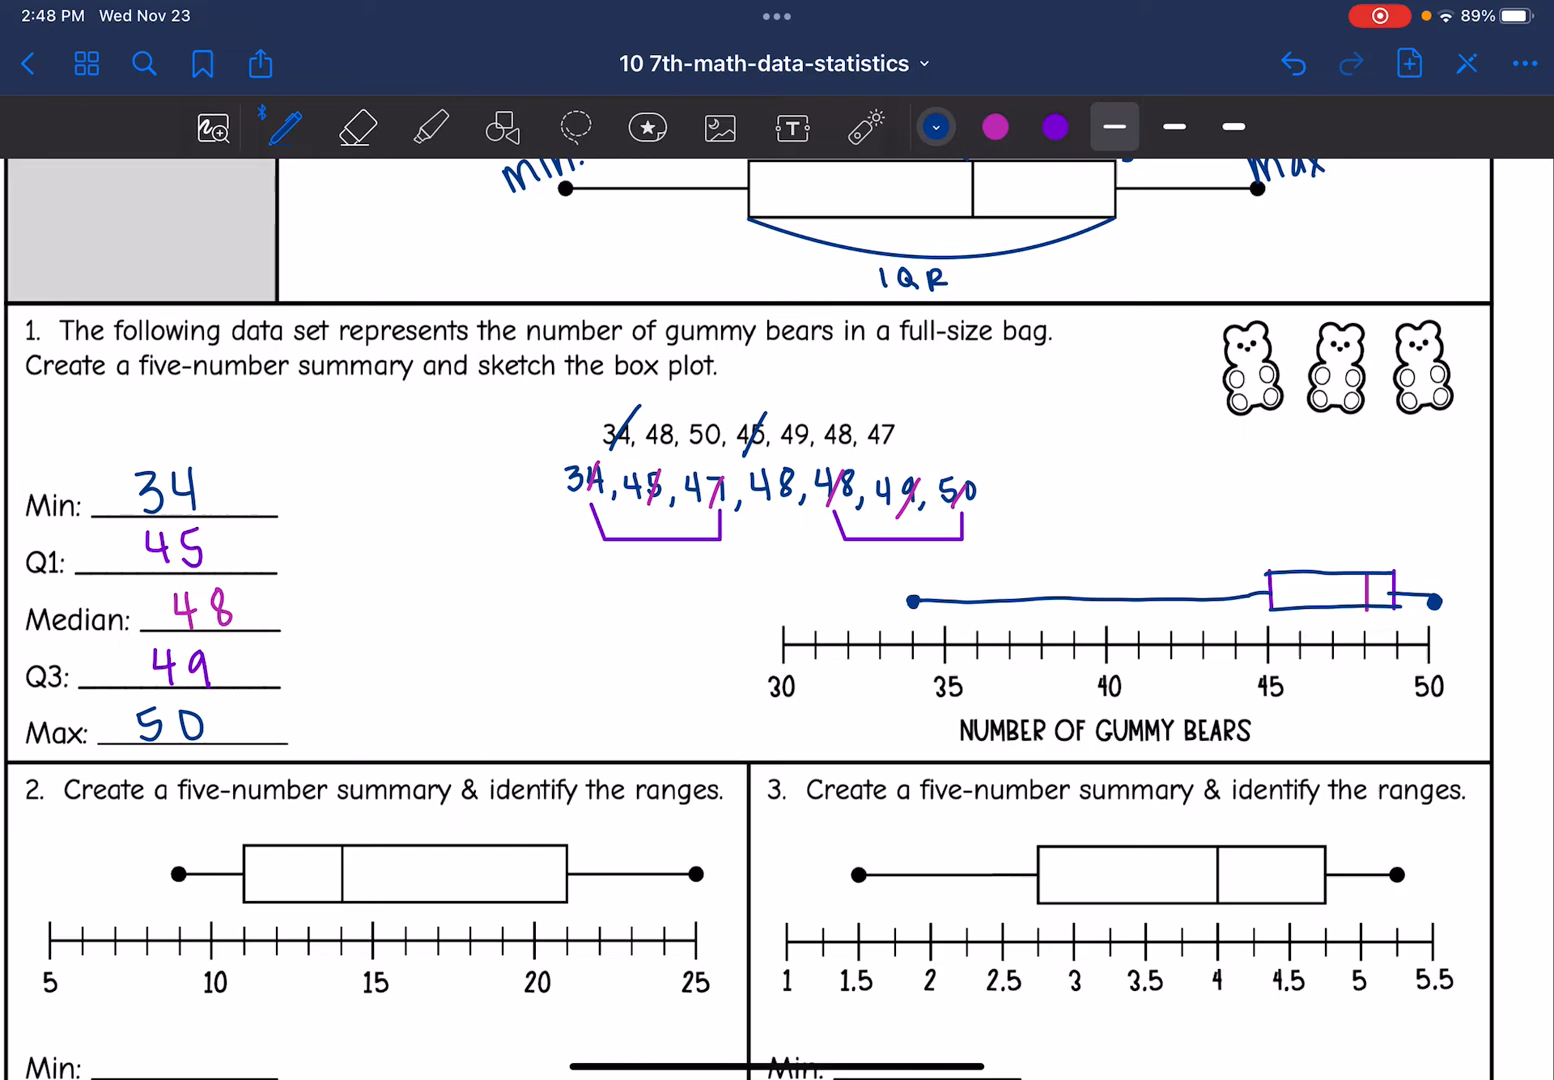 2:48 PM Wed Nov 23
89%
10 7th-math-data-statistics
T
min.
max
IQR
1. The following data set represents the number of gummy bears in a full-size bag.
Create a five-number summary and sketch the box plot.
34, 48, 50, 45, 49, 48, 47
34, 45, 47, 48, 48, 49, 50
Min: 34
Q1: 45
Median: 48
Q3: 49
Max: 50
30 35 40 45 50
NUMBER OF GUMMY BEARS
2. Create a five-number summary & identify the ranges.
5 10 15 20 25
Min:
3. Create a five-number summary & identify the ranges.
1 1.5 2 2.5 3 3.5 4 4.5 5 5.5
Min: